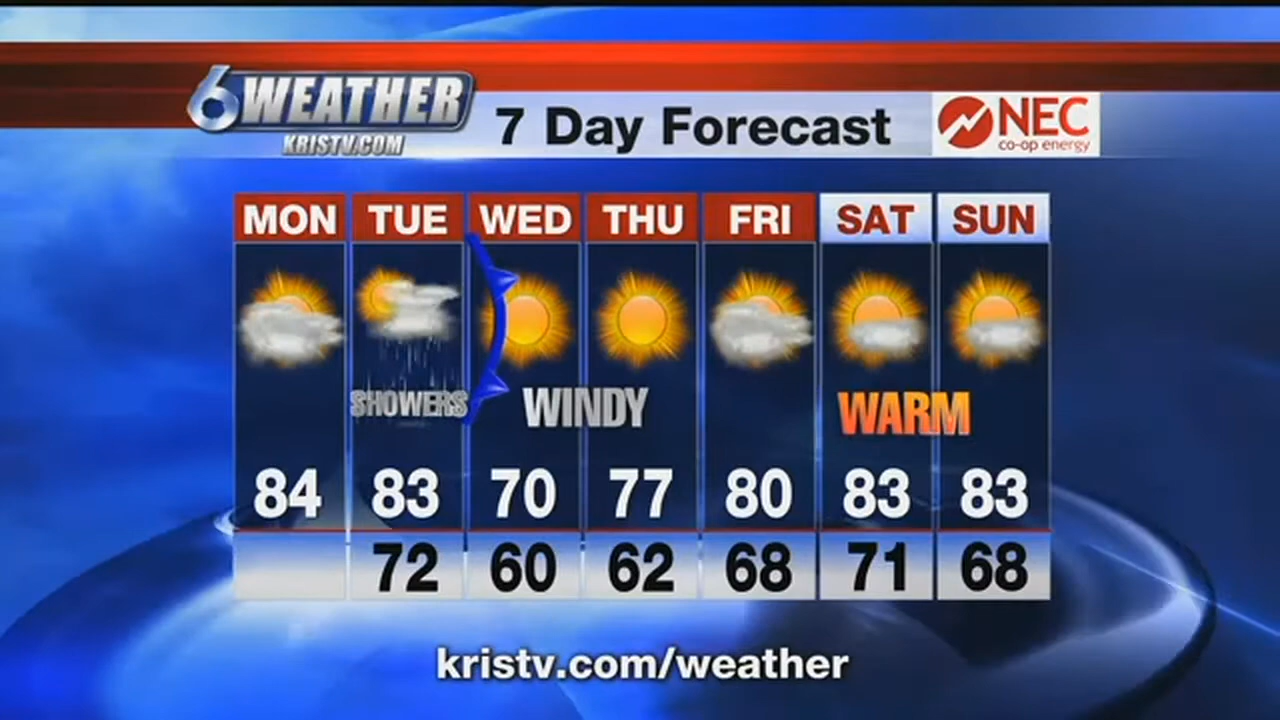 6 WEATHER
KRISTV.COM
7 Day Forecast
NEC
co-op energy
MON TUE WED THU FRI SAT SUN
SHOWERS WINDY WARM
84 83 70 77 80 83 83
72 60 62 68 71 68
kristv.com/weather